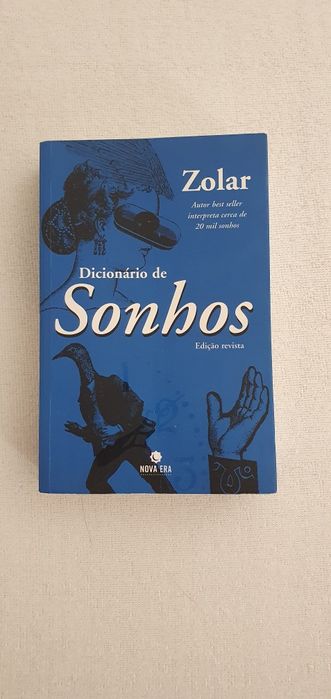 Zolar
Autor best seller
interpreta cerca de
20 mil sonhos
Dicionário de
Sonhos
Edição revista
NOVA ERA